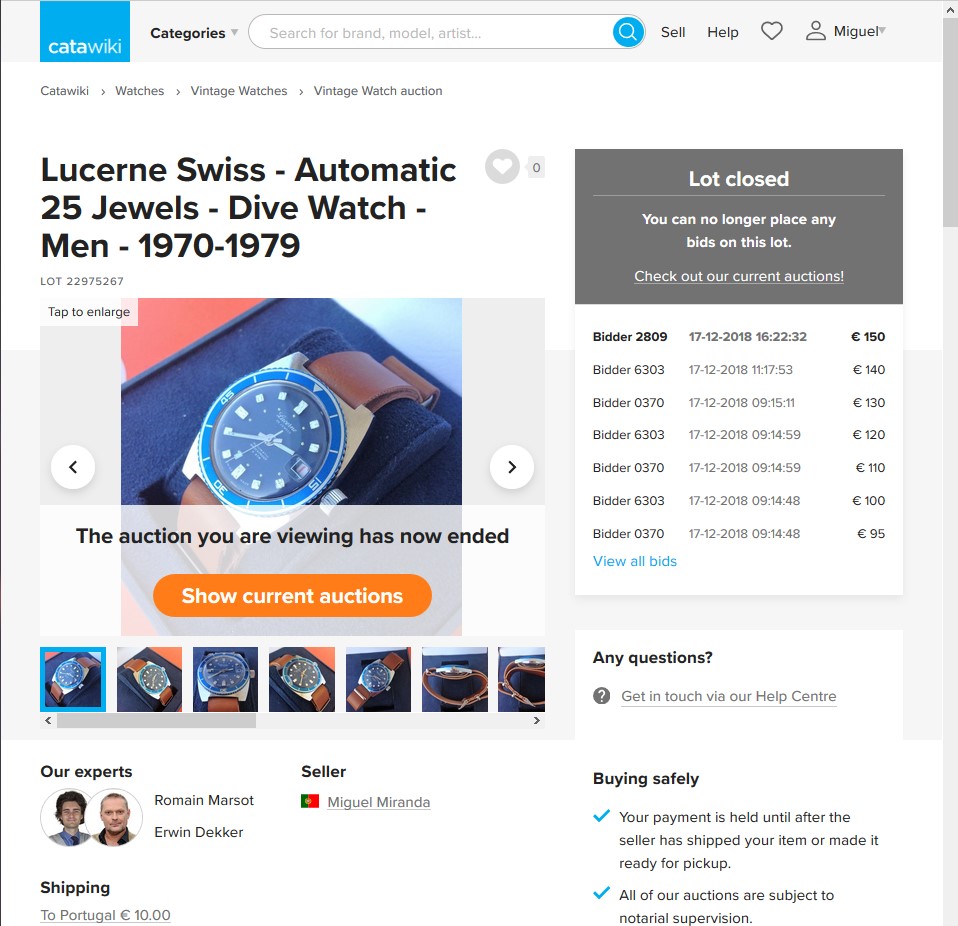 catawiki
Categories
Search for brand, model, artist...
Sell
Help
Miguel
Catawiki › Watches › Vintage Watches › Vintage Watch auction
Lucerne Swiss - Automatic
25 Jewels - Dive Watch -
Men - 1970-1979
0
LOT 22975267
Tap to enlarge
Lucerne
45
The auction you are viewing has now ended
Show current auctions
Lot closed
You can no longer place any
bids on this lot.
Check out our current auctions!
Bidder 2809 17-12-2018 16:22:32 € 150
Bidder 6303 17-12-2018 11:17:53 € 140
Bidder 0370 17-12-2018 09:15:11 € 130
Bidder 6303 17-12-2018 09:14:59 € 120
Bidder 0370 17-12-2018 09:14:59 € 110
Bidder 6303 17-12-2018 09:14:48 € 100
Bidder 0370 17-12-2018 09:14:48 € 95
View all bids
Any questions?
Get in touch via our Help Centre
Our experts
Romain Marsot
Erwin Dekker
Seller
Miguel Miranda
Shipping
To Portugal € 10.00
Buying safely
Your payment is held until after the
seller has shipped your item or made it
ready for pickup.
All of our auctions are subject to
notarial supervision.